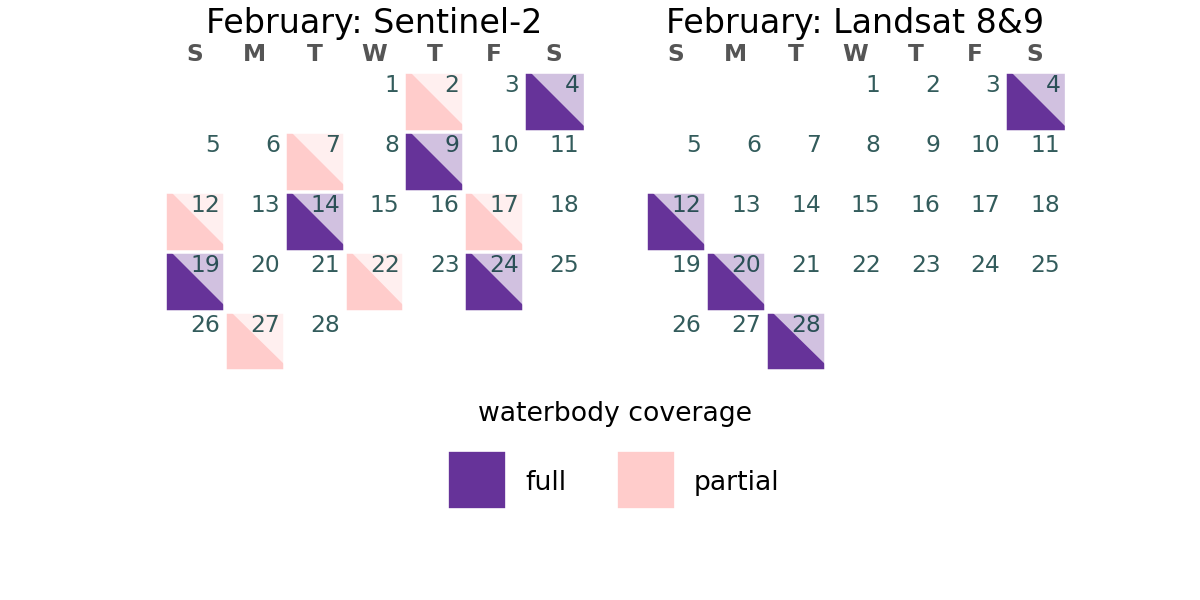 February: Sentinel-2
S M T W T F S
1 2 3 4
5 6 7 8 9 10 11
12 13 14 15 16 17 18
19 20 21 22 23 24 25
26 27 28
February: Landsat 8&9
S M T W T F S
1 2 3 4
5 6 7 8 9 10 11
12 13 14 15 16 17 18
19 20 21 22 23 24 25
26 27 28
waterbody coverage
full
partial